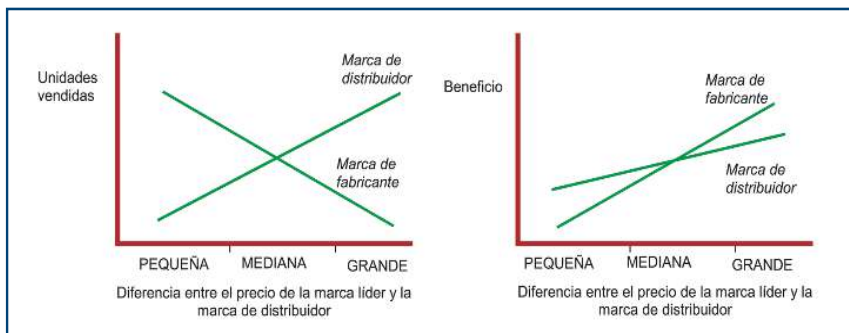 Unidades
vendidas
Marca de
distribuidor
Marca de
fabricante
PEQUEÑA
MEDIANA
GRANDE
Diferencia entre el precio de la marca líder y la
marca de distribuidor
Beneficio
Marca de
fabricante
Marca de
distribuidor
PEQUEÑA
MEDIANA
GRANDE
Diferencia entre el precio de la marca líder y la
marca de distribuidor